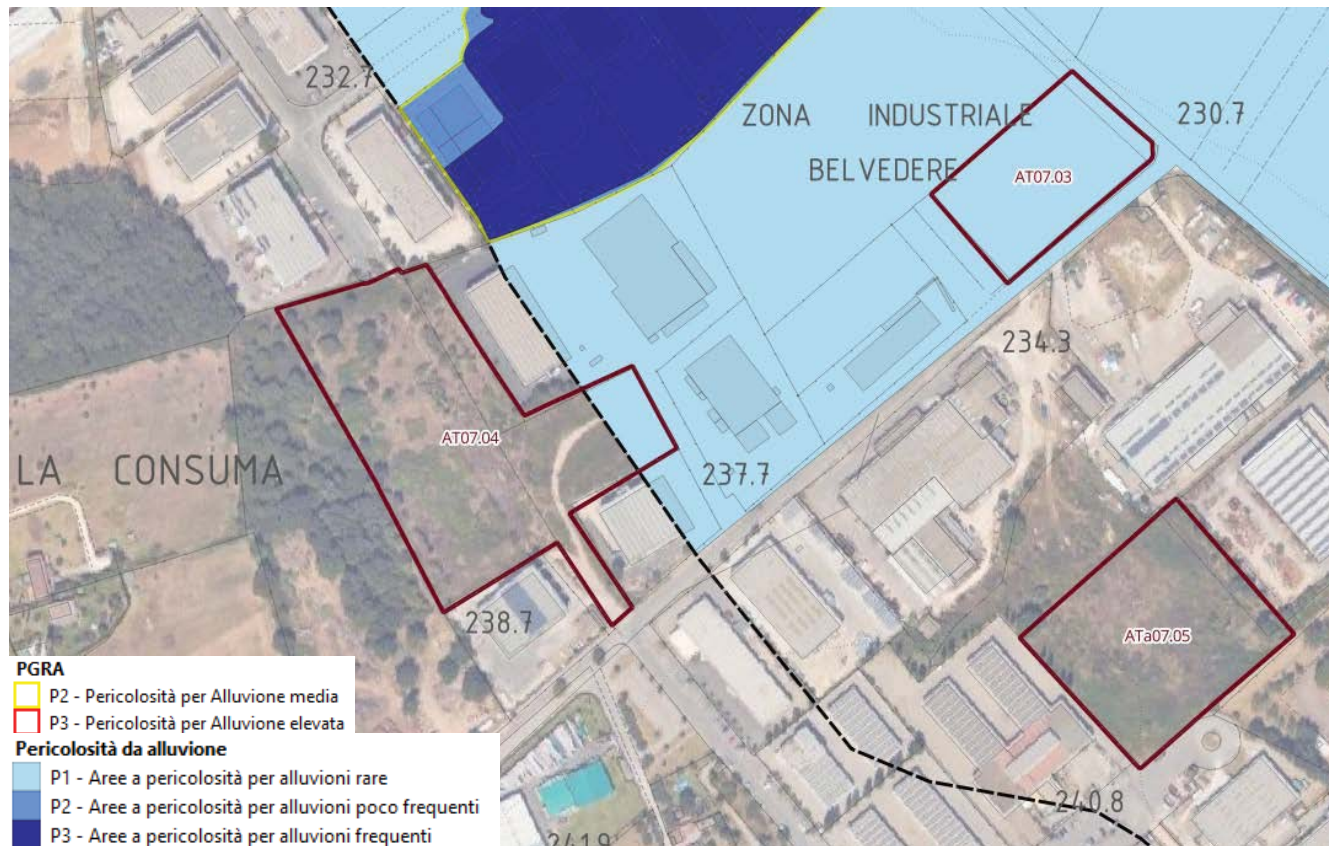 232.7
ZONA INDUSTRIALE
BELVEDERE
230.7
AT07.03
234.3
AT07.04
LA CONSUMA
237.7
238.7
ATa07.05
240.8
241.9
PGRA
P2 - Pericolosità per Alluvione media
P3 - Pericolosità per Alluvione elevata
Pericolosità da alluvione
P1 - Aree a pericolosità per alluvioni rare
P2 - Aree a pericolosità per alluvioni poco frequenti
P3 - Aree a pericolosità per alluvioni frequenti